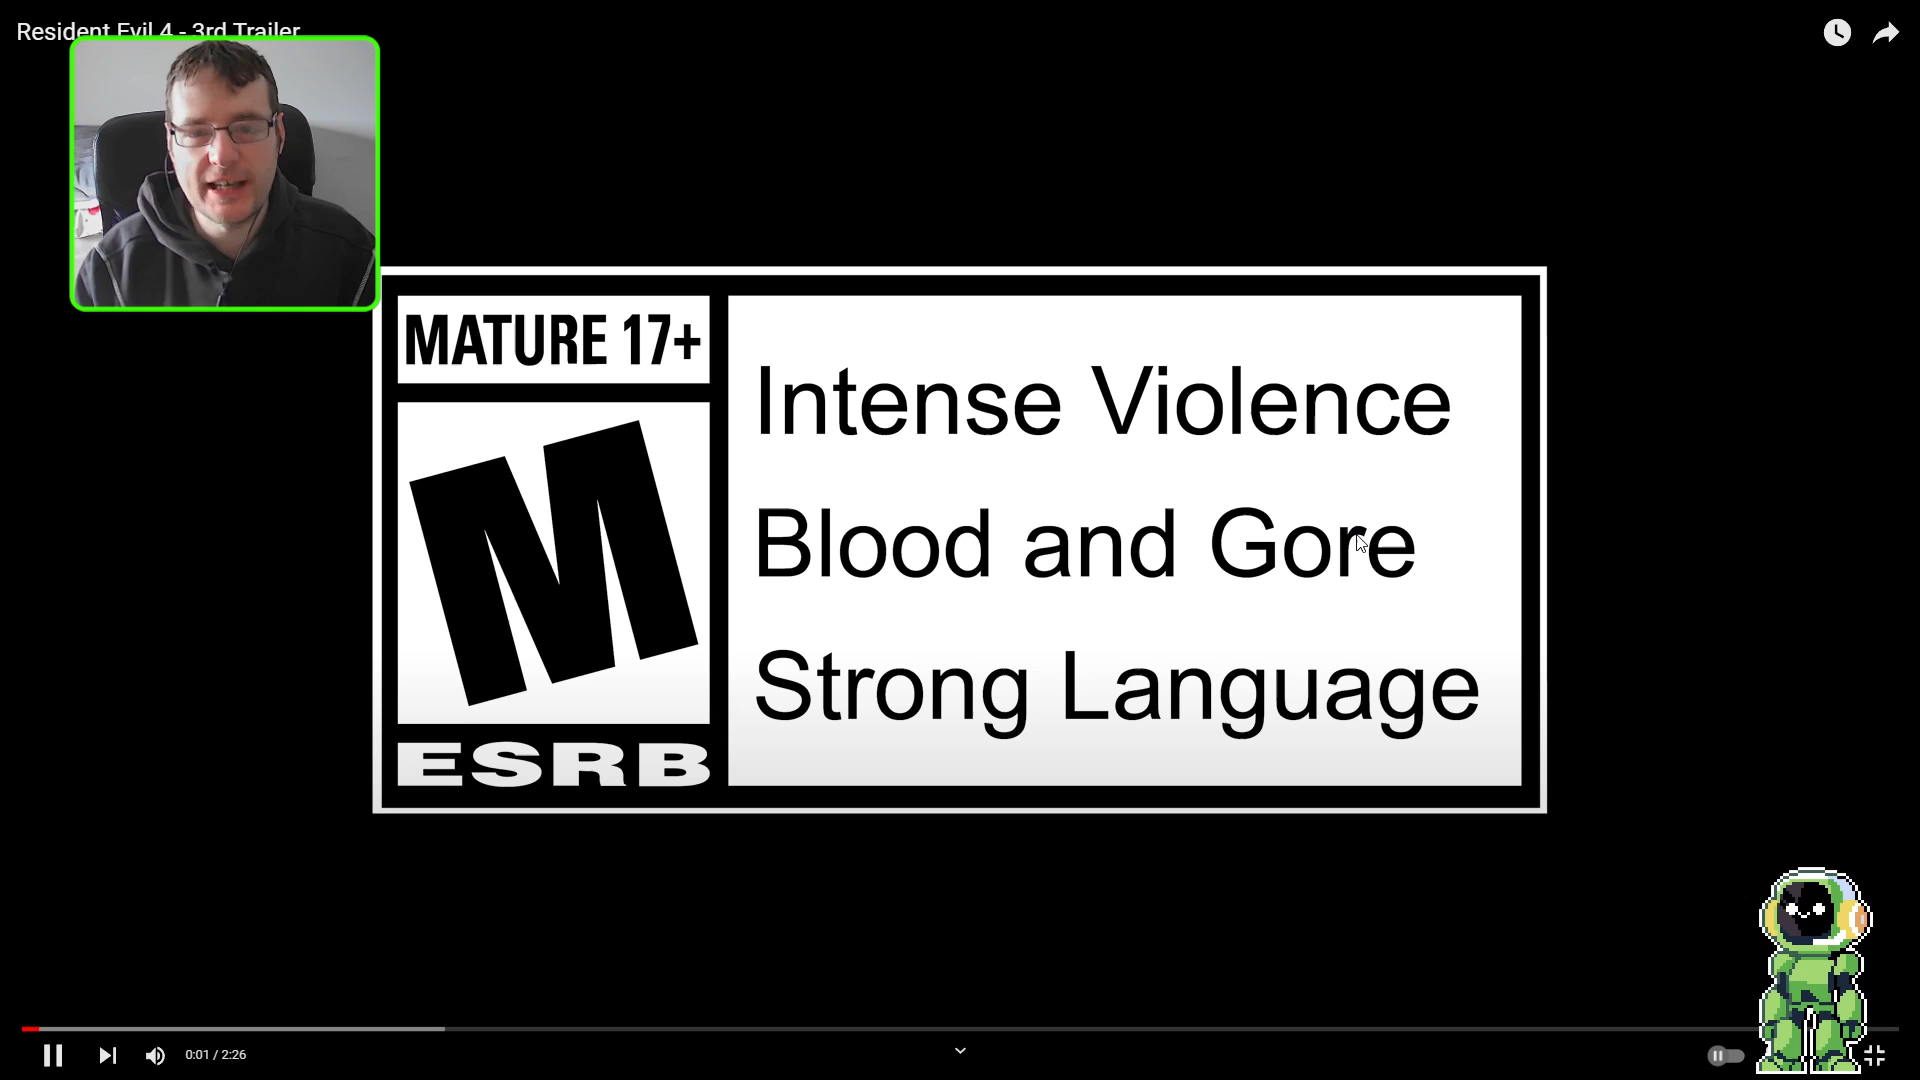 Resident Evil 4 - 3rd Trailer
MATURE 17+
M
ESRB
Intense Violence
Blood and Gore
Strong Language
0:01 / 2:26